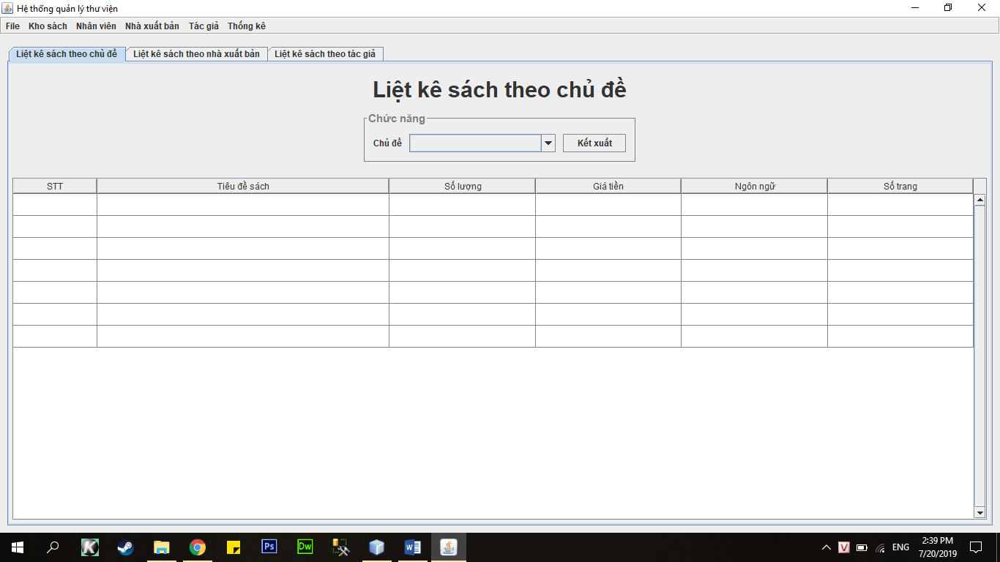 Hệ thống quản lý thư viện
File Kho sách Nhân viên Nhà xuất bản Tác giả Thống kê
Liệt kê sách theo chủ đề Liệt kê sách theo nhà xuất bản Liệt kê sách theo tác giả
Liệt kê sách theo chủ đề
Chức năng
Chủ đề Kết xuất
STT Tiêu đề sách Số lượng Giá tiền Ngôn ngữ Số trang
Ps Dw W V ENG 2:39 PM
7/20/2019